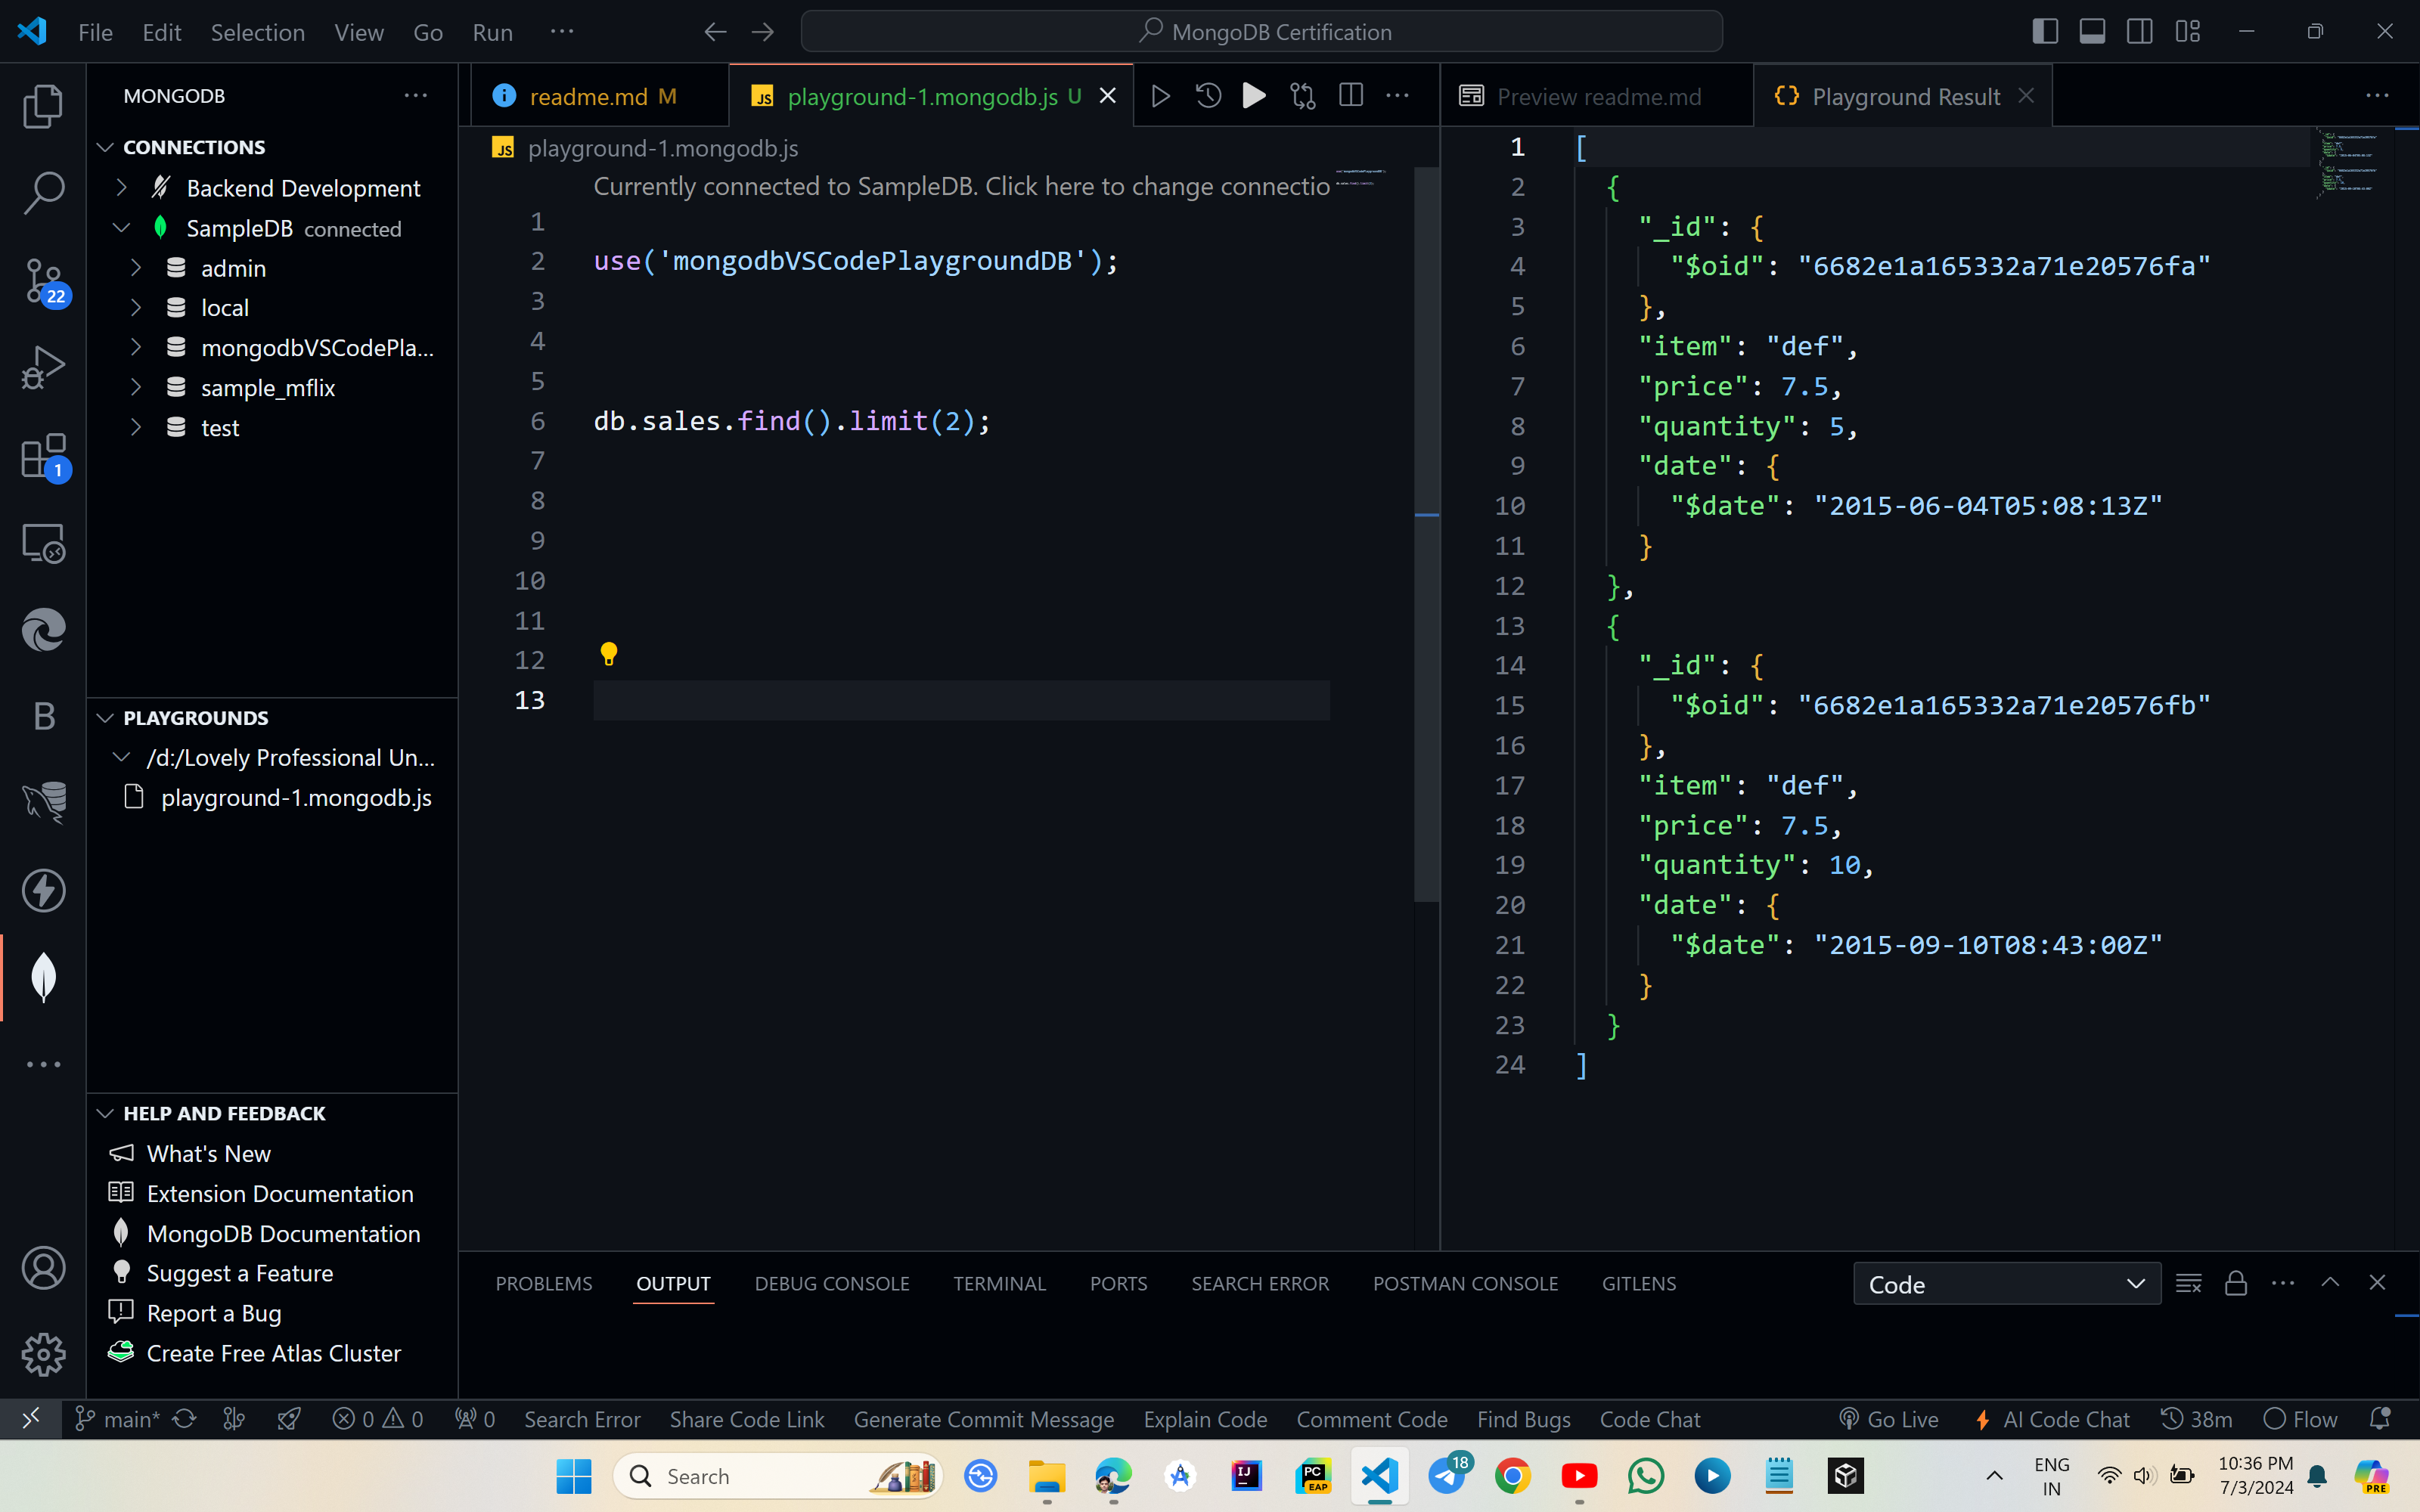 File Edit Selection View Go Run ...
MongoDB Certification
MONGODB
CONNECTIONS
Backend Development
SampleDB connected
admin
local
mongodbVSCodePla...
sample_mflix
test
PLAYGROUNDS
/d:/Lovely Professional Un...
playground-1.mongodb.js
HELP AND FEEDBACK
What's New
Extension Documentation
MongoDB Documentation
Suggest a Feature
Report a Bug
Create Free Atlas Cluster
22
1
B
readme.md M
playground-1.mongodb.js U
playground-1.mongodb.js
Currently connected to SampleDB. Click here to change connectio
1
2 use('mongodbVSCodePlaygroundDB');
3
4
5
6 db.sales.find().limit(2);
7
8
9
10
11
12
13
Preview readme.md
{} Playground Result
1 [
2 {
3 "_id": {
4 "$oid": "6682e1a165332a71e20576fa"
5 },
6 "item": "def",
7 "price": 7.5,
8 "quantity": 5,
9 "date": {
10 "$date": "2015-06-04T05:08:13Z"
11 }
12 },
13 {
14 "_id": {
15 "$oid": "6682e1a165332a71e20576fb"
16 },
17 "item": "def",
18 "price": 7.5,
19 "quantity": 10,
20 "date": {
21 "$date": "2015-09-10T08:43:00Z"
22 }
23 }
24 ]
PROBLEMS OUTPUT DEBUG CONSOLE TERMINAL PORTS SEARCH ERROR POSTMAN CONSOLE GITLENS
Code
main* 0 0 0 Search Error Share Code Link Generate Commit Message Explain Code Comment Code Find Bugs Code Chat Go Live AI Code Chat 38m Flow
Search
IJ
PC
EAP
18
ENG
IN
10:36 PM
7/3/2024
PRE